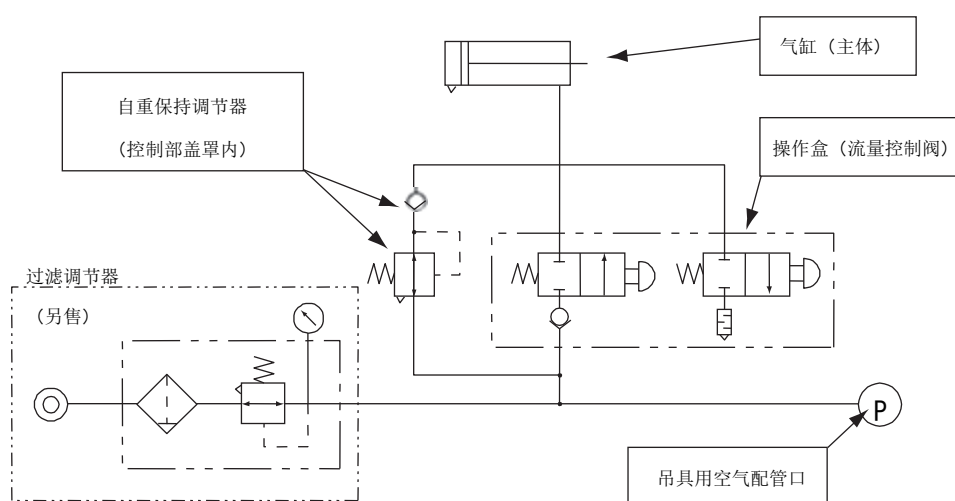 气缸（主体）
自重保持调节器
（控制部盖罩内）
操作盒（流量控制阀）
过滤调节器
（另售）
P
吊具用空气配管口